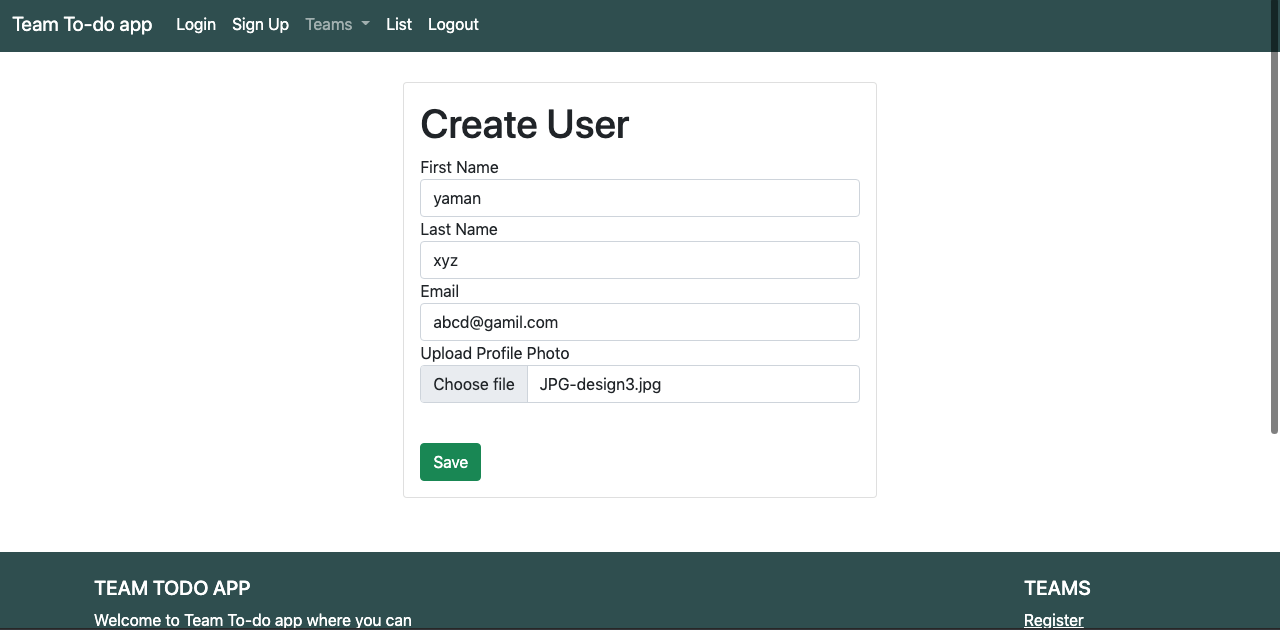 Team To-do app Login Sign Up Teams List Logout
Create User
First Name
yaman
Last Name
xyz
Email
abcd@gamil.com
Upload Profile Photo
Choose file JPG-design3.jpg
Save
TEAM TODO APP TEAMS
Welcome to Team To-do app where you can Register